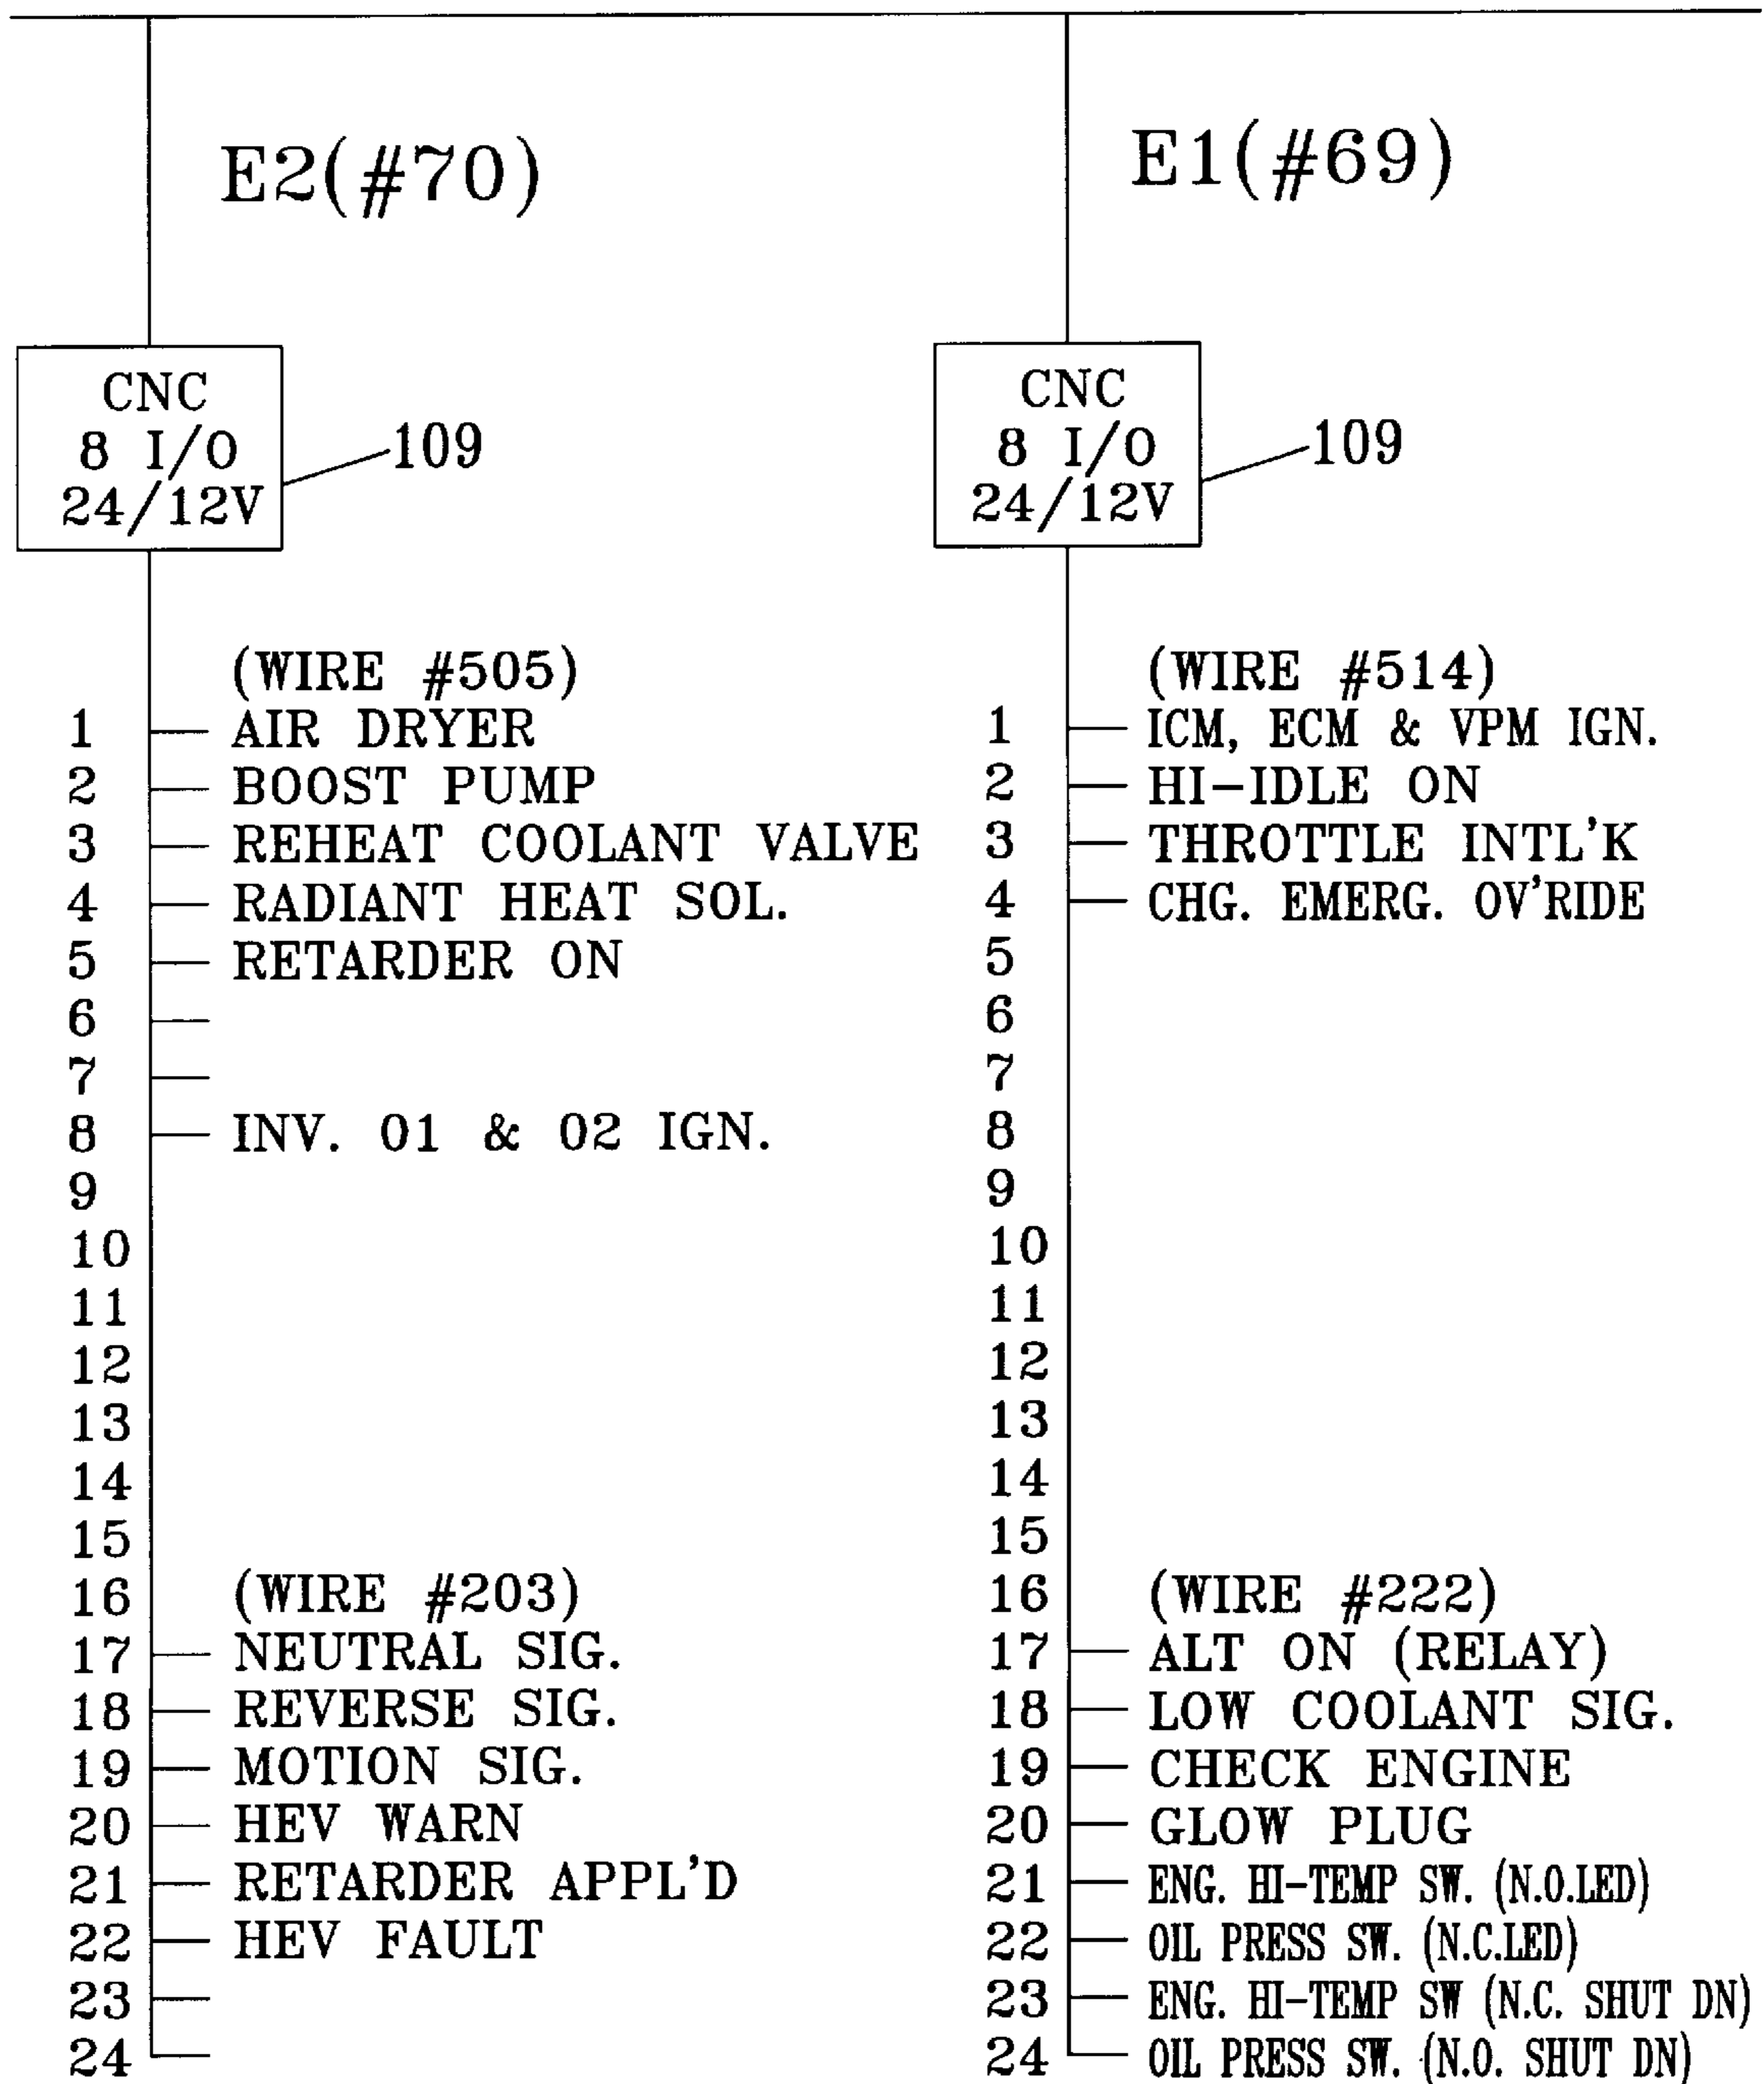 E2(#70)
CNC
8 I/O
24/12V
109
(WIRE #505)
1 AIR DRYER
2 BOOST PUMP
3 REHEAT COOLANT VALVE
4 RADIANT HEAT SOL.
5 RETARDER ON
6
7
8 INV. 01 & 02 IGN.
9
10
11
12
13
14
15
16 (WIRE #203)
17 NEUTRAL SIG.
18 REVERSE SIG.
19 MOTION SIG.
20 HEV WARN
21 RETARDER APPL'D
22 HEV FAULT
23
24
E1(#69)
CNC
8 I/O
24/12V
109
(WIRE #514)
1 ICM, ECM & VPM IGN.
2 HI-IDLE ON
3 THROTTLE INTL'K
4 CHG. EMERG. OV'RIDE
5
6
7
8
9
10
11
12
13
14
15
16 (WIRE #222)
17 ALT ON (RELAY)
18 LOW COOLANT SIG.
19 CHECK ENGINE
20 GLOW PLUG
21 ENG. HI-TEMP SW. (N.O.LED)
22 OIL PRESS SW. (N.C.LED)
23 ENG. HI-TEMP SW (N.C. SHUT DN)
24 OIL PRESS SW. (N.O. SHUT DN)